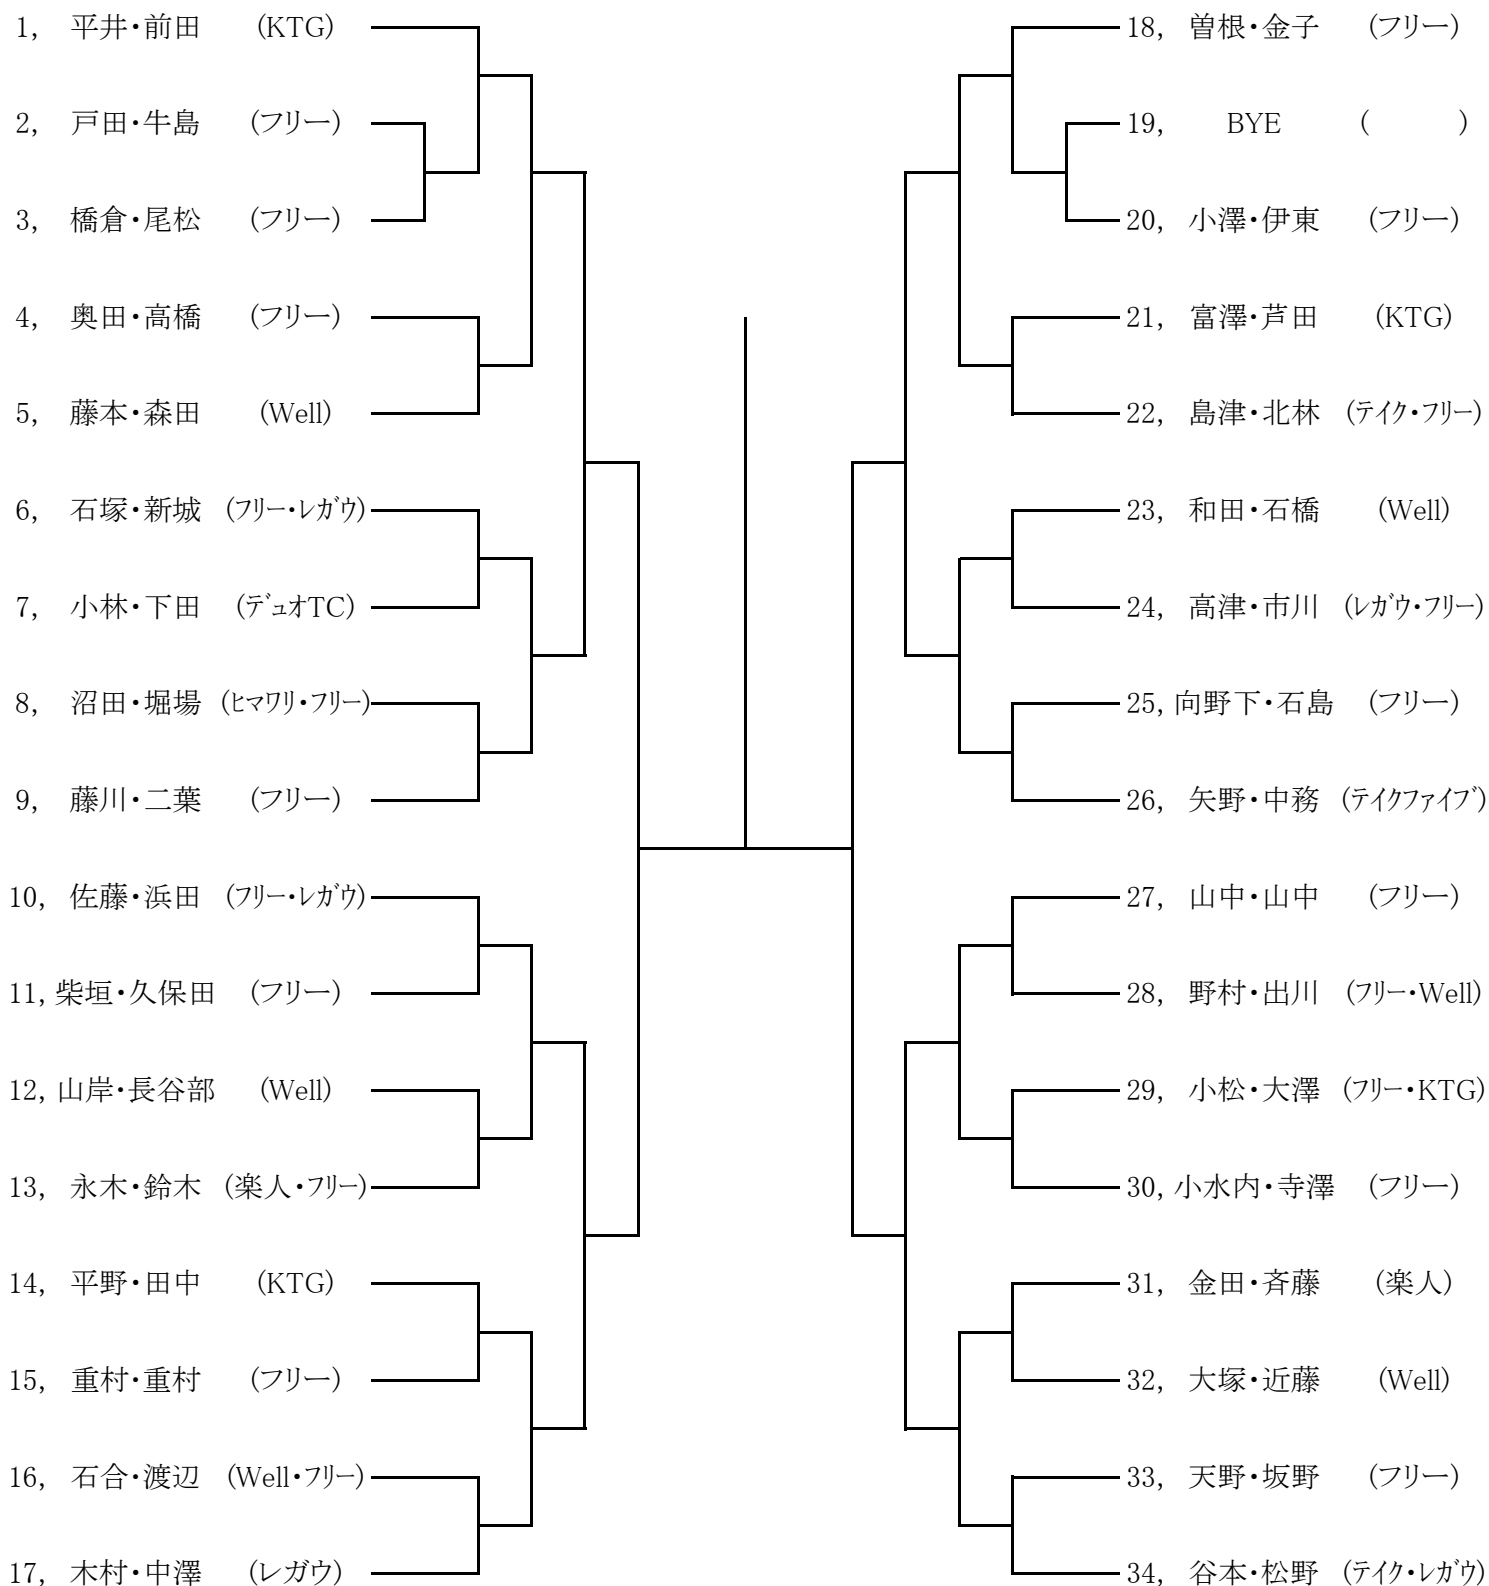 1, 平井・前田 (KTG)
2, 戸田・牛島 (フリー)
3, 橋倉・尾松 (フリー)
4, 奥田・高橋 (フリー)
5, 藤本・森田 (Well)
6, 石塚・新城 (フリー・レガウ)
7, 小林・下田 (デュオTC)
8, 沼田・堀場 (ヒマワリ・フリー)
9, 藤川・二葉 (フリー)
10, 佐藤・浜田 (フリー・レガウ)
11, 柴垣・久保田 (フリー)
12, 山岸・長谷部 (Well)
13, 永木・鈴木 (楽人・フリー)
14, 平野・田中 (KTG)
15, 重村・重村 (フリー)
16, 石合・渡辺 (Well・フリー)
17, 木村・中澤 (レガウ)
18, 曽根・金子 (フリー)
19, BYE ( )
20, 小澤・伊東 (フリー)
21, 富澤・芦田 (KTG)
22, 島津・北林 (テイク・フリー)
23, 和田・石橋 (Well)
24, 高津・市川 (レガウ・フリー)
25, 向野下・石島 (フリー)
26, 矢野・中務 (テイクファイブ)
27, 山中・山中 (フリー)
28, 野村・出川 (フリー・Well)
29, 小松・大澤 (フリー・KTG)
30, 小水内・寺澤 (フリー)
31, 金田・斉藤 (楽人)
32, 大塚・近藤 (Well)
33, 天野・坂野 (フリー)
34, 谷本・松野 (テイク・レガウ)